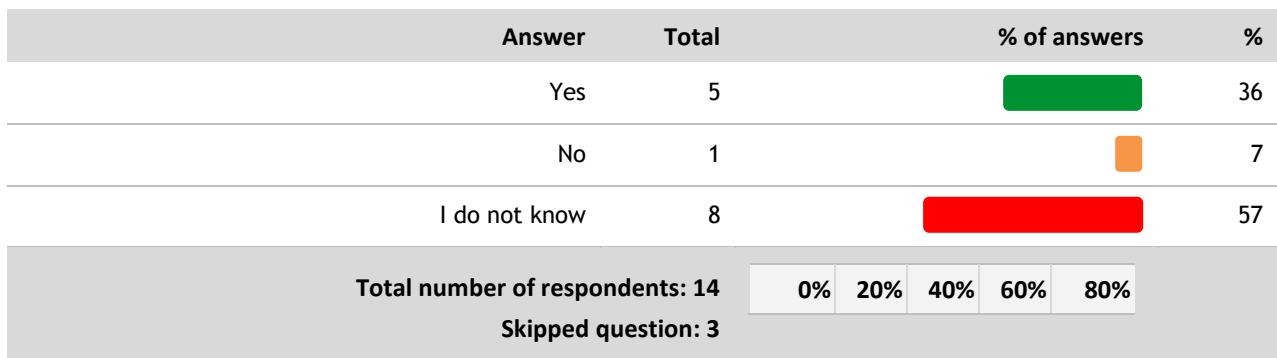 Answer Total % of answers %
Yes 5 36
No 1 7
I do not know 8 57
Total number of respondents: 14 0% 20% 40% 60% 80%
Skipped question: 3